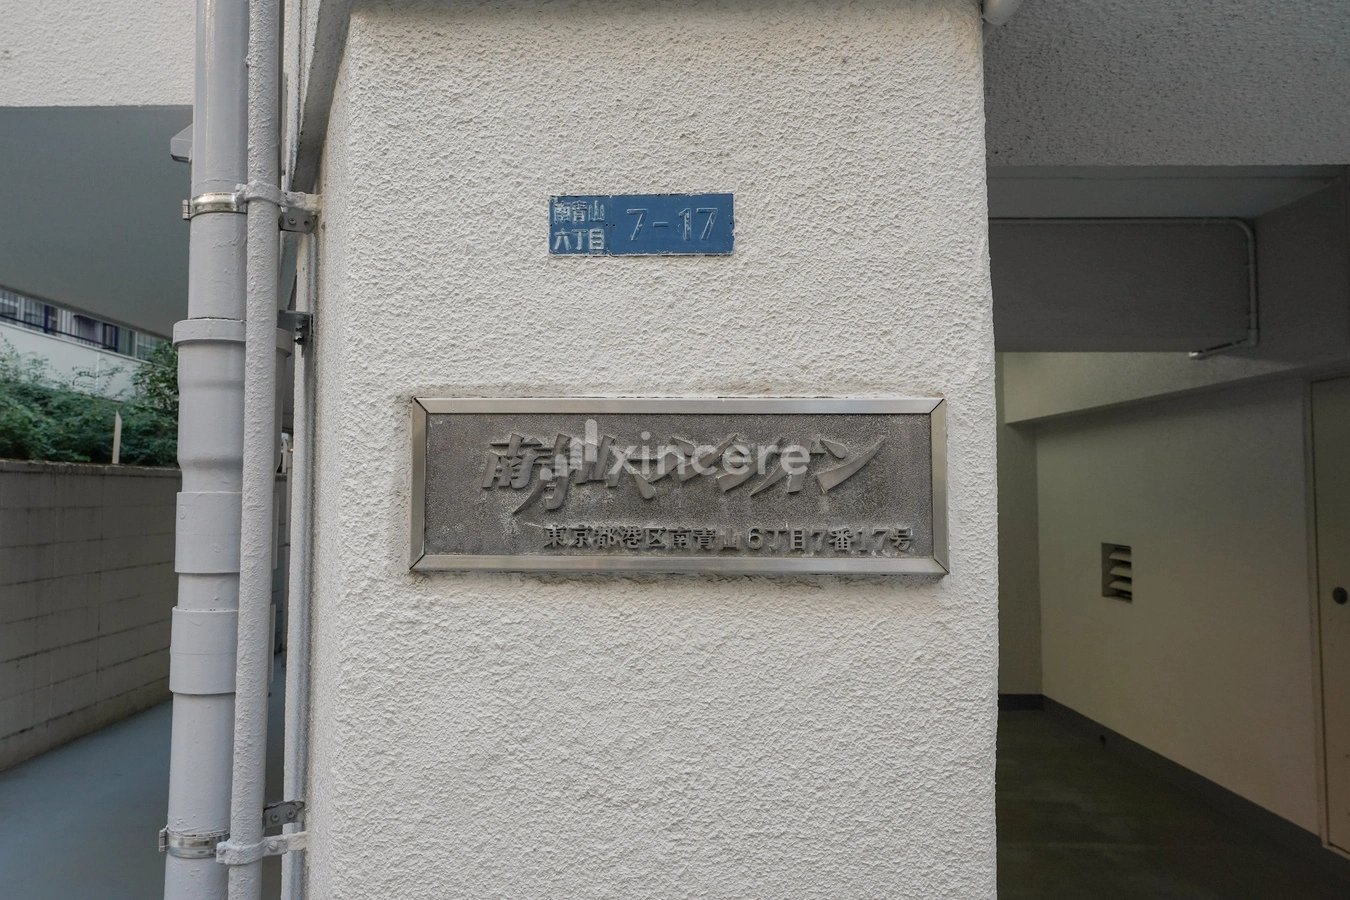 南青山
六丁目
7-17
南青山マンション
xincere
東京都港区南青山6丁目7番17号